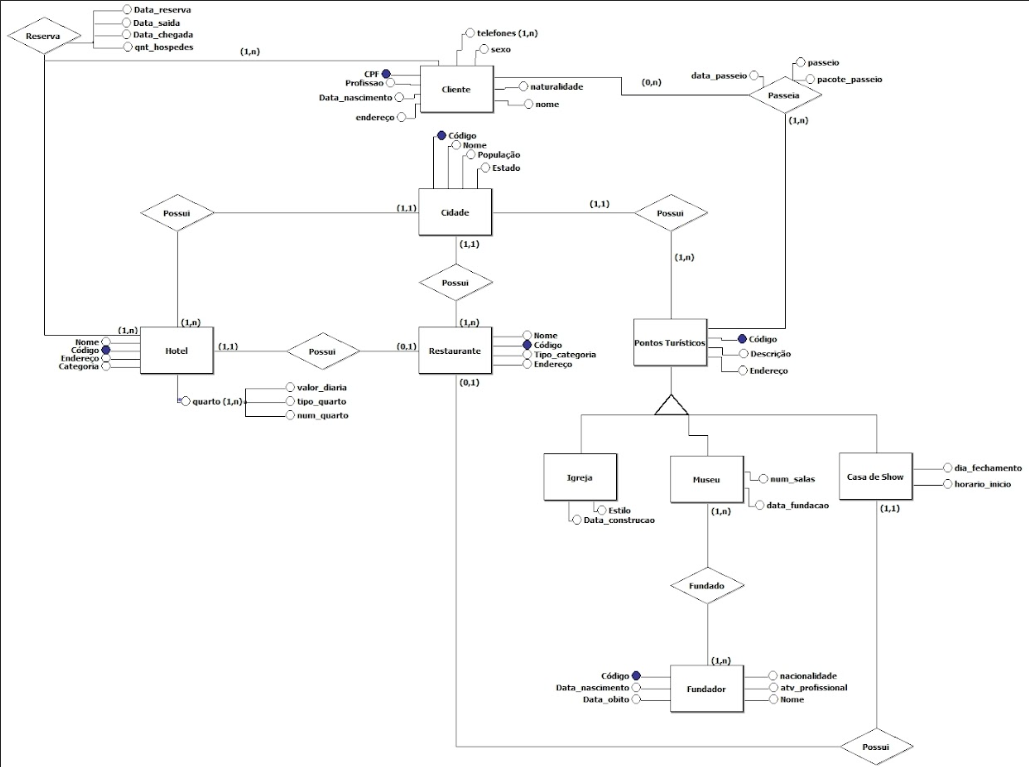 Reserva
Data_reserva
Data_saida
Data_chegada
qnt_hospedes
(1,n)
telefones (1,n)
sexo
CPF
Profissao
Data_nascimento
endereço
Cliente
naturalidade
nome
(0,n)
data_passeio
passeio
pacote_passeio
Passeia
(1,n)
Código
Nome
População
Estado
Possui
(1,1)
Cidade
(1,1)
Possui
(1,1)
Possui
(1,n)
(1,n)
(1,n)
(1,n)
Nome
Código
Endereço
Categoria
Hotel
(1,1)
Possui
(0,1)
Restaurante
Nome
Código
Tipo_categoria
Endereço
(0,1)
Pontos Turísticos
Código
Descrição
Endereço
quarto (1,n)
valor_diaria
tipo_quarto
num_quarto
Igreja
Estilo
Data_construcao
Museu
num_salas
data_fundacao
(1,n)
Casa de Show
dia_fechamento
horario_inicio
(1,1)
Fundado
(1,n)
Código
Data_nascimento
Data_obito
Fundador
nacionalidade
atv_profissional
Nome
Possui